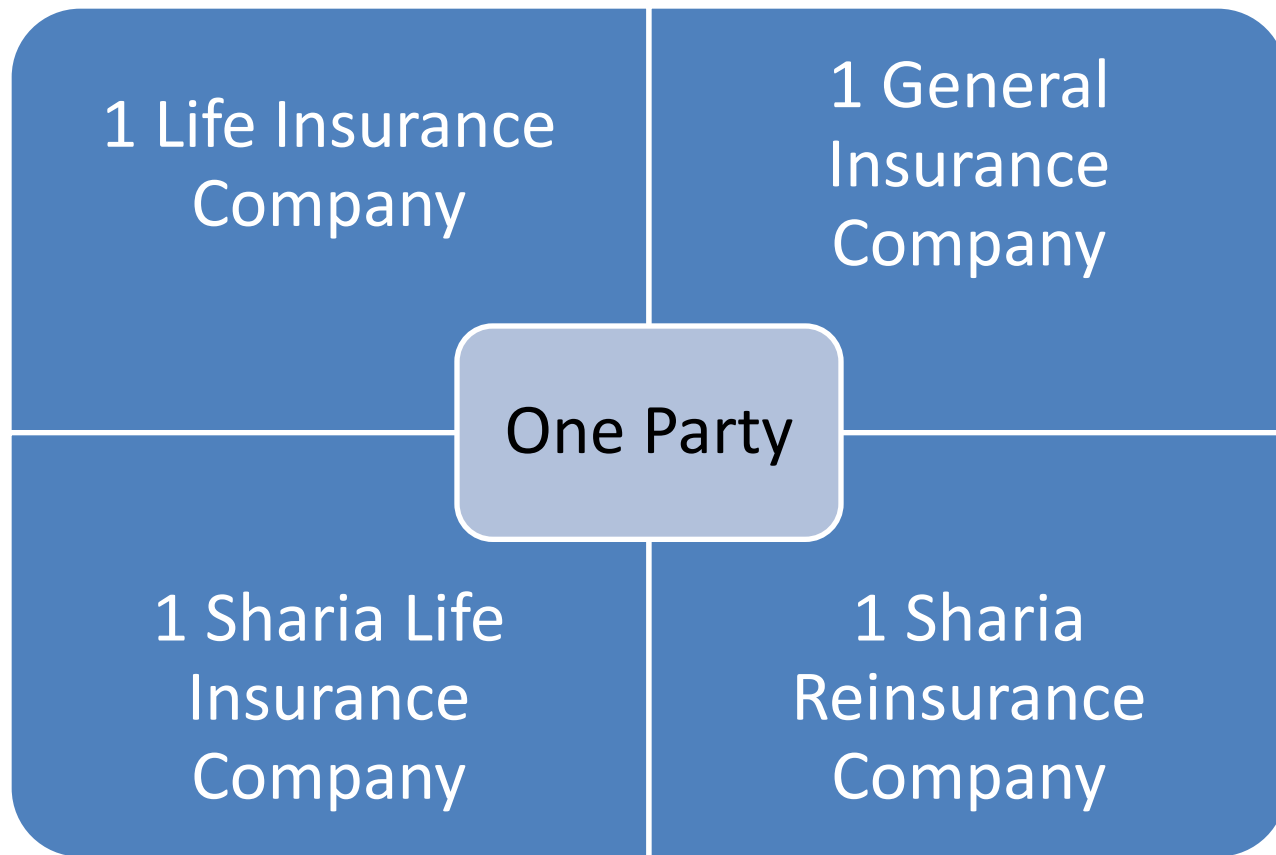 1 Life Insurance
Company
1 General
Insurance
Company
One Party
1 Sharia Life
Insurance
Company
1 Sharia
Reinsurance
Company